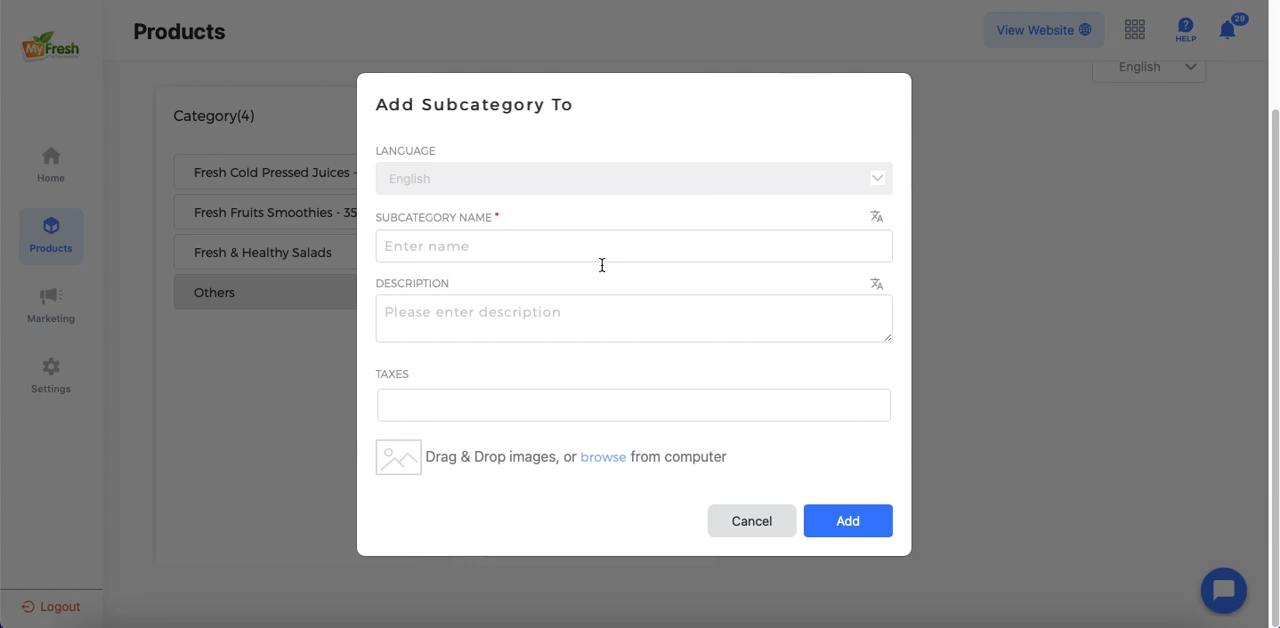 MyFresh
Products
View Website
HELP
29
English
Category(4)
Fresh Cold Pressed Juices -
Fresh Fruits Smoothies - 35
Fresh & Healthy Salads
Others
Home
Products
Marketing
Settings
Logout
Add Subcategory To
LANGUAGE
English
SUBCATEGORY NAME *
Enter name
DESCRIPTION
Please enter description
TAXES
Drag & Drop images, or browse from computer
Cancel
Add